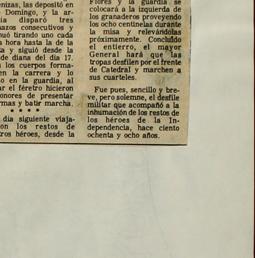 enizas, las depositó en
Domingo, y la ar-
ia disparó tres
azos consecutivos y
nuó tirando uno cada
a hora hasta la de la
a y siguió desde la
de diana del día 17.
los cuerpos forma-
en la carrera y lo
o en la guardia, al
ar el féretro hicieron
onores de presentar
rmas y batir marcha.
* * * *
día siguiente viaja-
on los restos de
tros héroes, desde la
Flores y la guardia se
colocará a la izquierda de
los granaderos proveyendo
los ocho centinelas durante
la misa y relevándolas
próximamente. Concluído
el entierro, el mayor
General hará que las
tropas desfilen por el frente
de Catedral y marchen a
sus cuarteles.
Fue pues, sencillo y bre-
ve, pero solemne, el desfile
militar que acompañó a la
inhumación de los restos de
los héroes de la In-
dependencia, hace ciento
ochenta y ocho años.